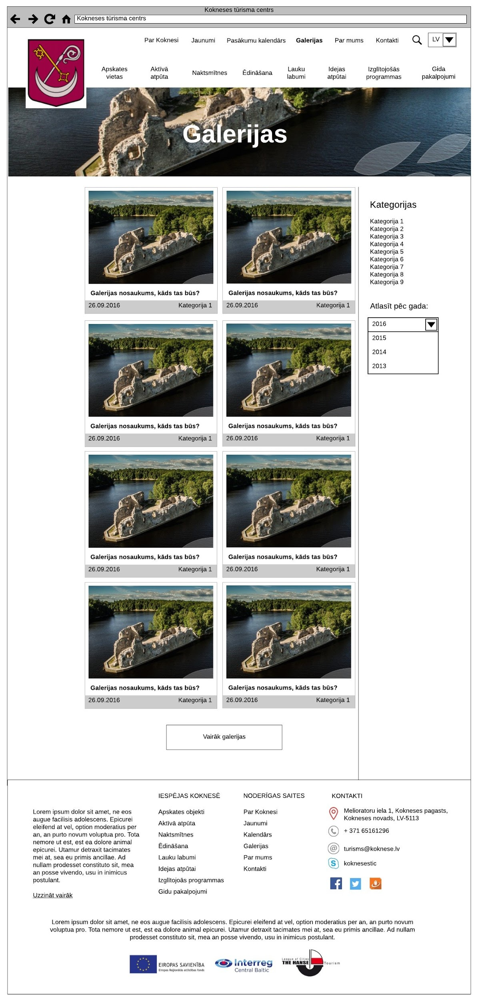 Kokneses tūrisma centrs
Kokneses tūrisma centrs
Par Koknesi Jaunumi Pasākumu kalendārs Galerijas Par mums Kontakti LV
Apskates vietas
Aktīvā atpūta
Naktsmītnes
Ēdināšana
Lauku labumi
Idejas atpūtai
Izglītojošās programmas
Gida pakalpojumi
Galerijas
Galerijas nosaukums, kāds tas būs?
26.09.2016 Kategorija 1
Galerijas nosaukums, kāds tas būs?
26.09.2016 Kategorija 1
Galerijas nosaukums, kāds tas būs?
26.09.2016 Kategorija 1
Galerijas nosaukums, kāds tas būs?
26.09.2016 Kategorija 1
Galerijas nosaukums, kāds tas būs?
26.09.2016 Kategorija 1
Galerijas nosaukums, kāds tas būs?
26.09.2016 Kategorija 1
Galerijas nosaukums, kāds tas būs?
26.09.2016 Kategorija 1
Galerijas nosaukums, kāds tas būs?
26.09.2016 Kategorija 1
Vairāk galerijas
Kategorijas
Kategorija 1
Kategorija 2
Kategorija 3
Kategorija 4
Kategorija 5
Kategorija 6
Kategorija 7
Kategorija 8
Kategorija 9
Atlasīt pēc gada:
2016
2015
2014
2013
Lorem ipsum dolor sit amet, ne eos
augue facilisis adolescens. Epicurei
eleifend at vel, option moderatius per
an, an purto novum voluptua pro. Tota
nemore ut est, est ea dolore animal
epicurei. Utamur detraxit tacimates
mei at, sea eu primis ancillae. Ad
nullam prodesset constituto sit, mea
an posse vivendo, usu in inimicus
postulant.
Uzzināt vairāk
IESPĒJAS KOKNESĒ
Apskates objekti
Aktīvā atpūta
Naktsmītnes
Ēdināšana
Lauku labumi
Idejas atpūtai
Izglītojoās programmas
Gidu pakalpojumi
NODERĪGAS SAITES
Par Koknesi
Jaunumi
Kalendārs
Galerijas
Par mums
Kontakti
KONTAKTI
Melioratoru iela 1, Kokneses pagasts,
Kokneses novads, LV-5113
+ 371 65161296
turisms@koknese.lv
koknesestic
Lorem ipsum dolor sit amet, ne eos augue facilisis adolescens. Epicurei eleifend at vel, option moderatius per an, an purto novum
voluptua pro. Tota nemore ut est, est ea dolore animal epicurei. Utamur detraxit tacimates mei at, sea eu primis ancillae. Ad nullam
prodesset constituto sit, mea an posse vivendo, usu in inimicus postulant.
EIROPAS SAVIENĪBA
Eiropas Reģionālās attīstības fonds
Interreg
Central Baltic
League of Cities
THE HANSE
Tourism